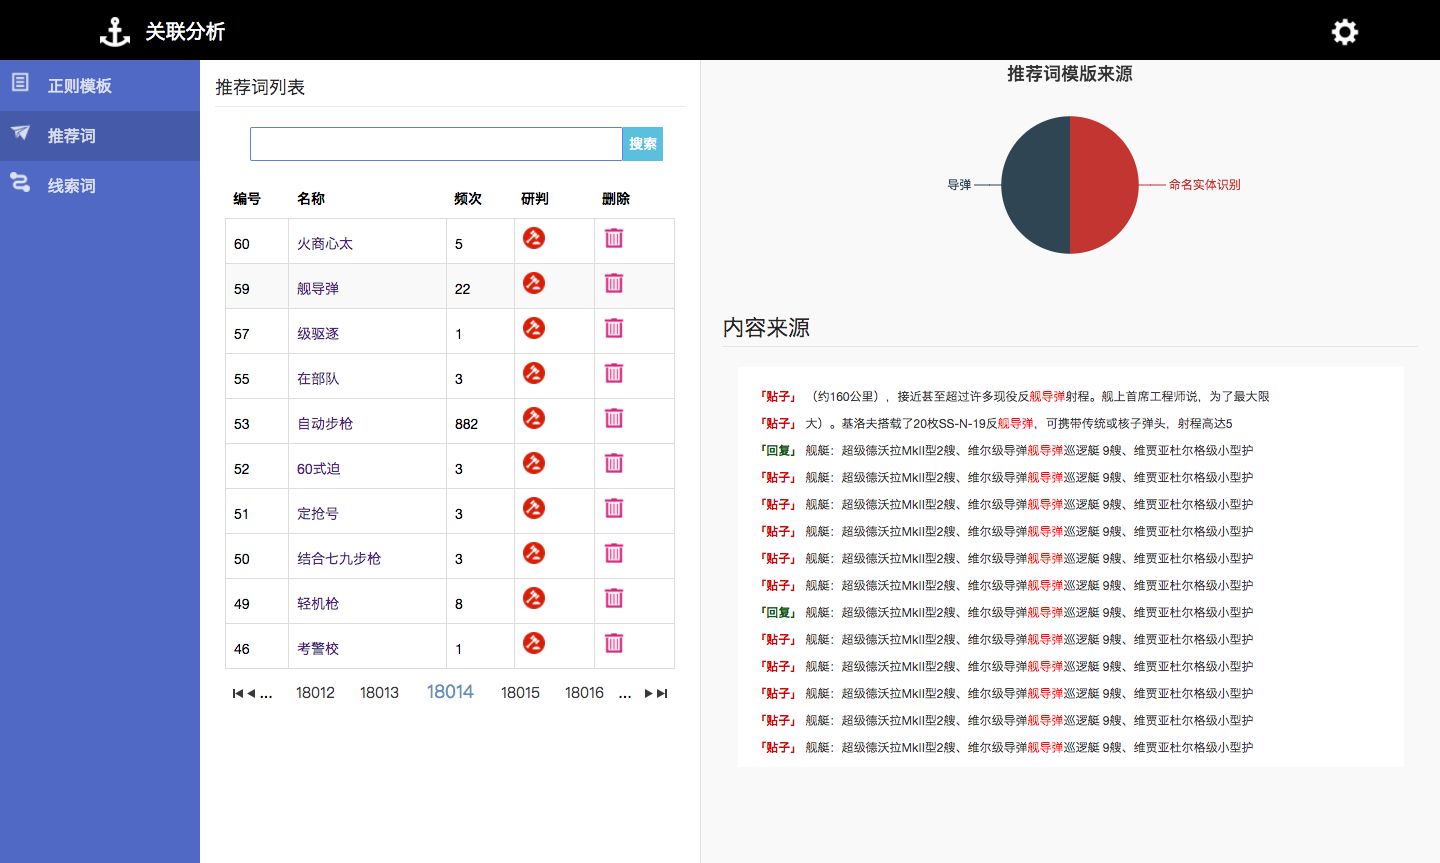 关联分析
正则模板
推荐词
线索词
推荐词列表
搜索
编号 名称 频次 研判 删除
60 火商心太 5
59 舰导弹 22
57 级驱逐 1
55 在部队 3
53 自动步枪 882
52 60式迫 3
51 定抢号 3
50 结合七九步枪 3
49 轻机枪 8
46 考警校 1
... 18012 18013 18014 18015 18016 ...
推荐词模版来源
导弹
命名实体识别
内容来源
「贴子」 （约160公里），接近甚至超过许多现役反舰导弹射程。舰上首席工程师说，为了最大限
「贴子」 大）。基洛夫搭载了20枚SS-N-19反舰导弹，可携带传统或核子弹头，射程高达5
「回复」 舰艇：超级德沃拉MkII型2艘、维尔级导弹舰导弹巡逻艇 9艘、维贾亚杜尔格级小型护
「贴子」 舰艇：超级德沃拉MkII型2艘、维尔级导弹舰导弹巡逻艇 9艘、维贾亚杜尔格级小型护
「贴子」 舰艇：超级德沃拉MkII型2艘、维尔级导弹舰导弹巡逻艇 9艘、维贾亚杜尔格级小型护
「贴子」 舰艇：超级德沃拉MkII型2艘、维尔级导弹舰导弹巡逻艇 9艘、维贾亚杜尔格级小型护
「贴子」 舰艇：超级德沃拉MkII型2艘、维尔级导弹舰导弹巡逻艇 9艘、维贾亚杜尔格级小型护
「贴子」 舰艇：超级德沃拉MkII型2艘、维尔级导弹舰导弹巡逻艇 9艘、维贾亚杜尔格级小型护
「回复」 舰艇：超级德沃拉MkII型2艘、维尔级导弹舰导弹巡逻艇 9艘、维贾亚杜尔格级小型护
「贴子」 舰艇：超级德沃拉MkII型2艘、维尔级导弹舰导弹巡逻艇 9艘、维贾亚杜尔格级小型护
「贴子」 舰艇：超级德沃拉MkII型2艘、维尔级导弹舰导弹巡逻艇 9艘、维贾亚杜尔格级小型护
「贴子」 舰艇：超级德沃拉MkII型2艘、维尔级导弹舰导弹巡逻艇 9艘、维贾亚杜尔格级小型护
「贴子」 舰艇：超级德沃拉MkII型2艘、维尔级导弹舰导弹巡逻艇 9艘、维贾亚杜尔格级小型护
「贴子」 舰艇：超级德沃拉MkII型2艘、维尔级导弹舰导弹巡逻艇 9艘、维贾亚杜尔格级小型护